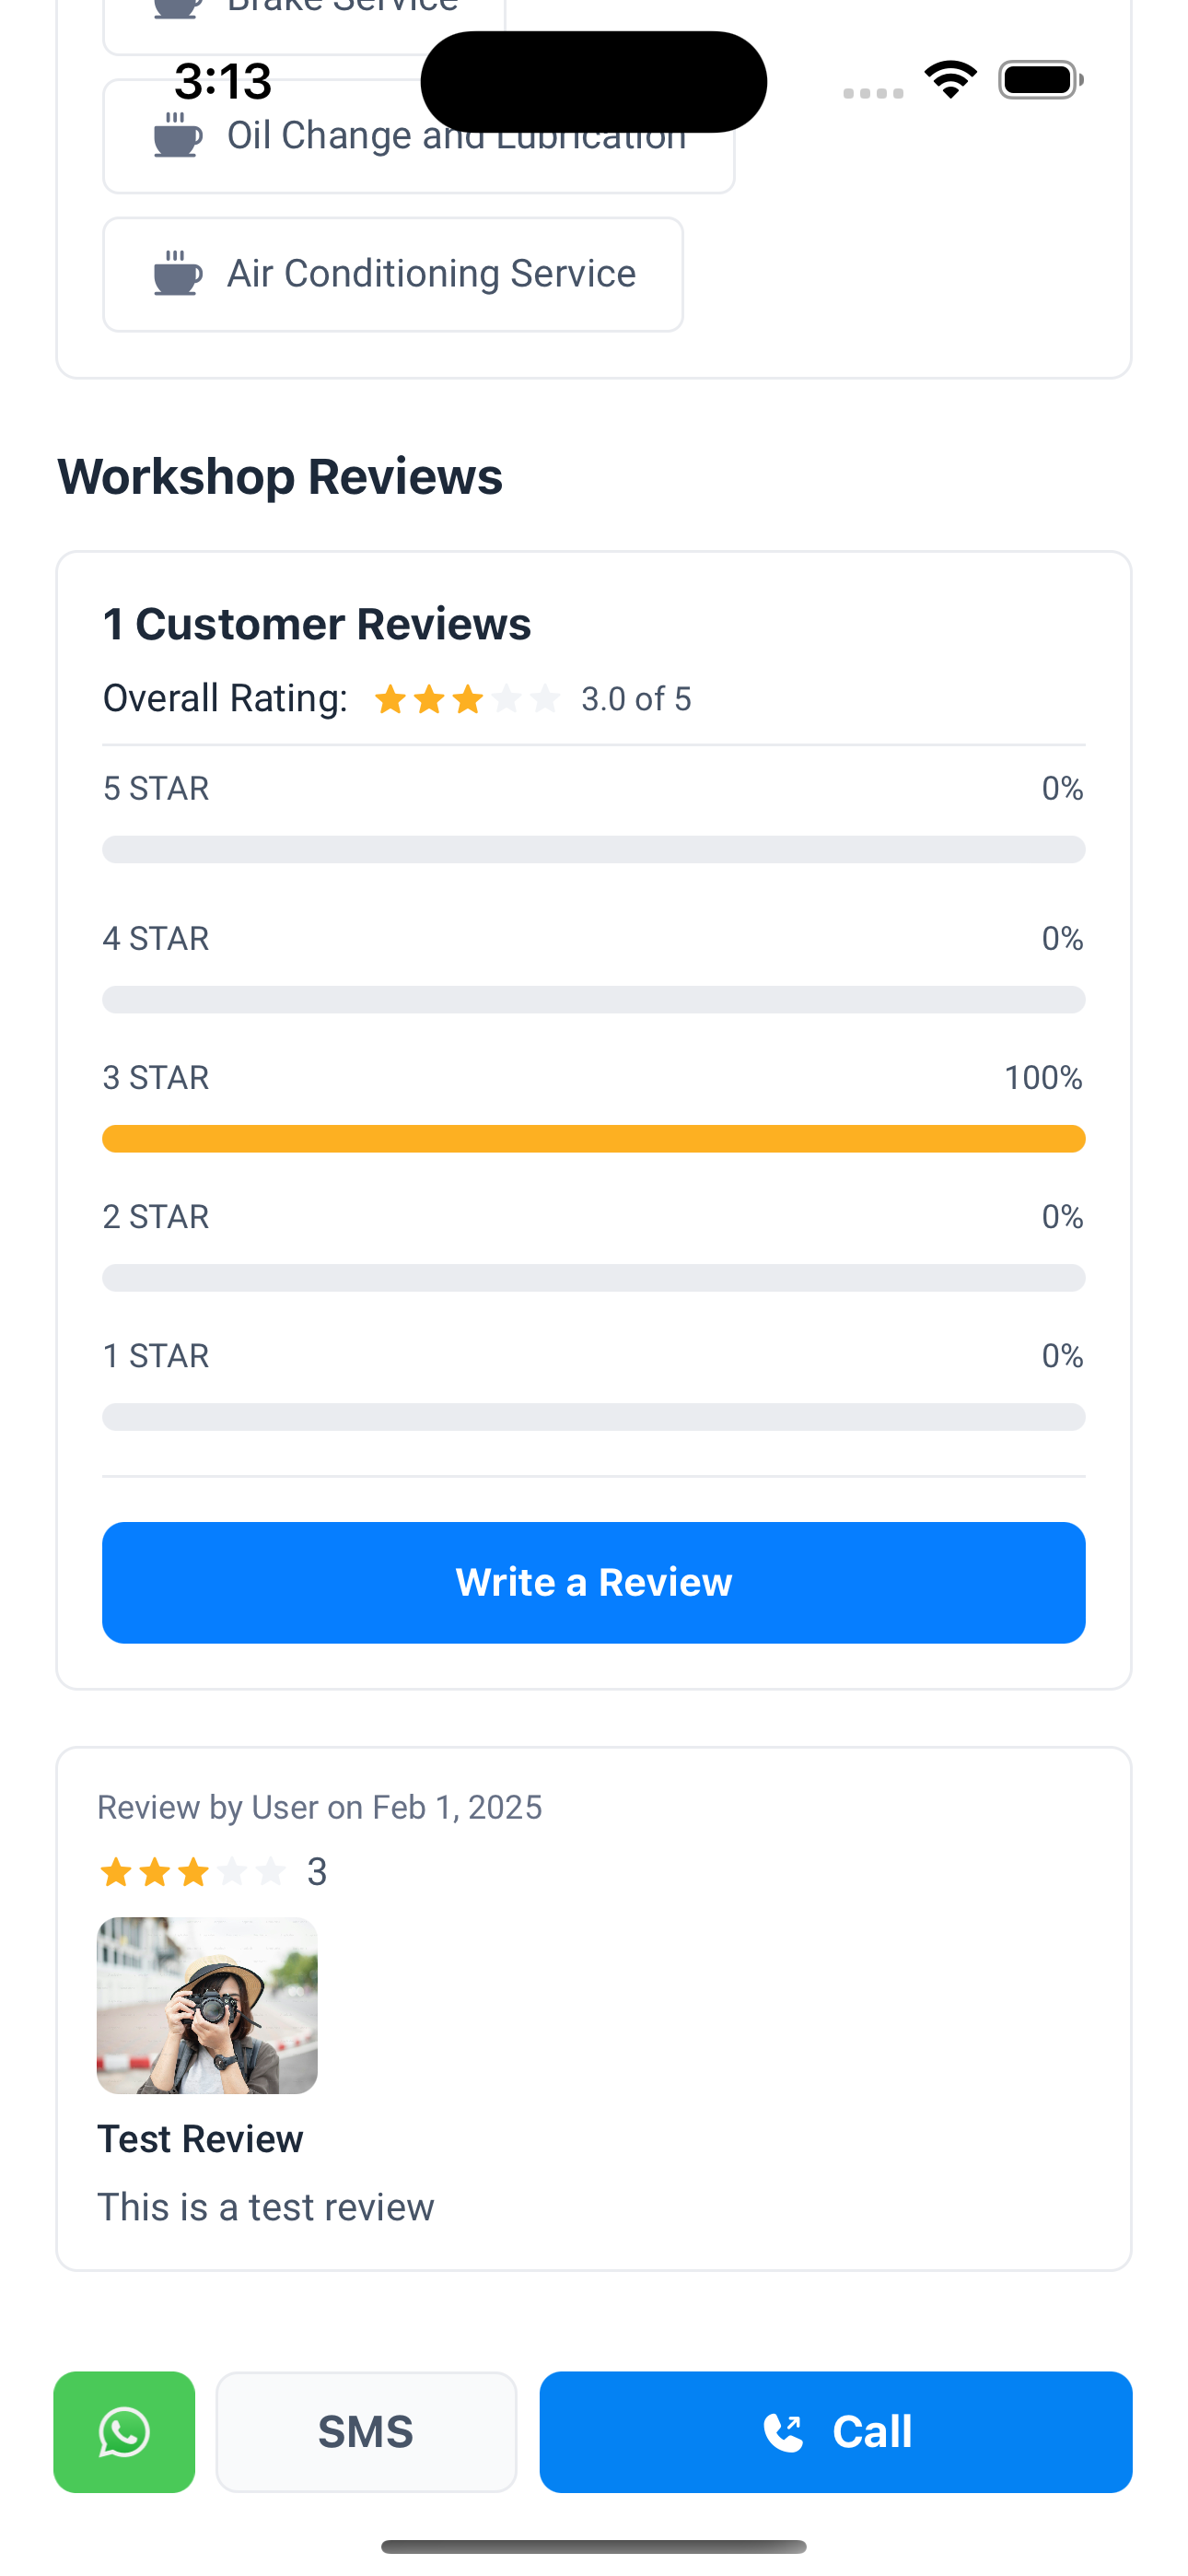 Brake Service
3:13
Oil Change and Lubrication
Air Conditioning Service
Workshop Reviews
1 Customer Reviews
Overall Rating: 3.0 of 5
5 STAR 0%
4 STAR 0%
3 STAR 100%
2 STAR 0%
1 STAR 0%
Write a Review
Review by User on Feb 1, 2025
3
Test Review
This is a test review
SMS
Call